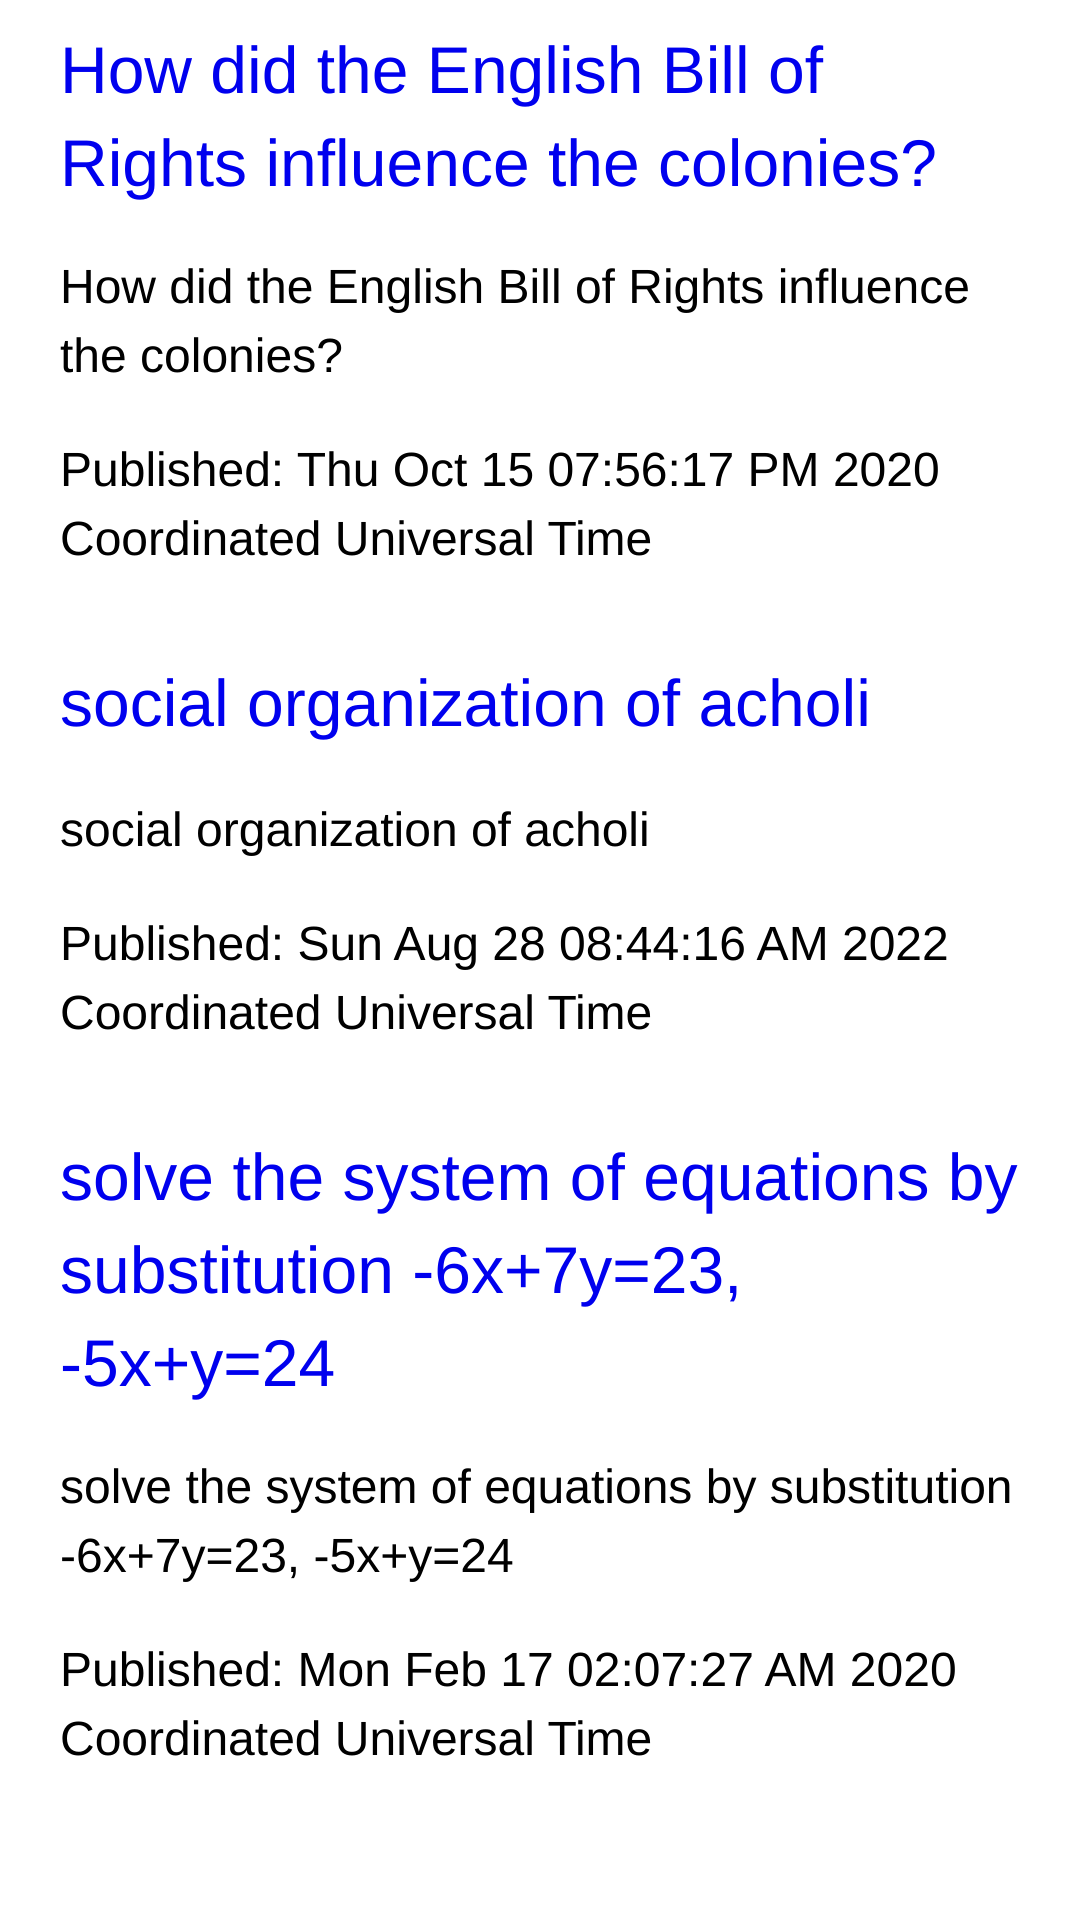 How did the English Bill of
Rights influence the colonies?
How did the English Bill of Rights influence
the colonies?
Published: Thu Oct 15 07:56:17 PM 2020
Coordinated Universal Time
social organization of acholi
social organization of acholi
Published: Sun Aug 28 08:44:16 AM 2022
Coordinated Universal Time
solve the system of equations by
substitution -6x+7y=23,
-5x+y=24
solve the system of equations by substitution
-6x+7y=23, -5x+y=24
Published: Mon Feb 17 02:07:27 AM 2020
Coordinated Universal Time